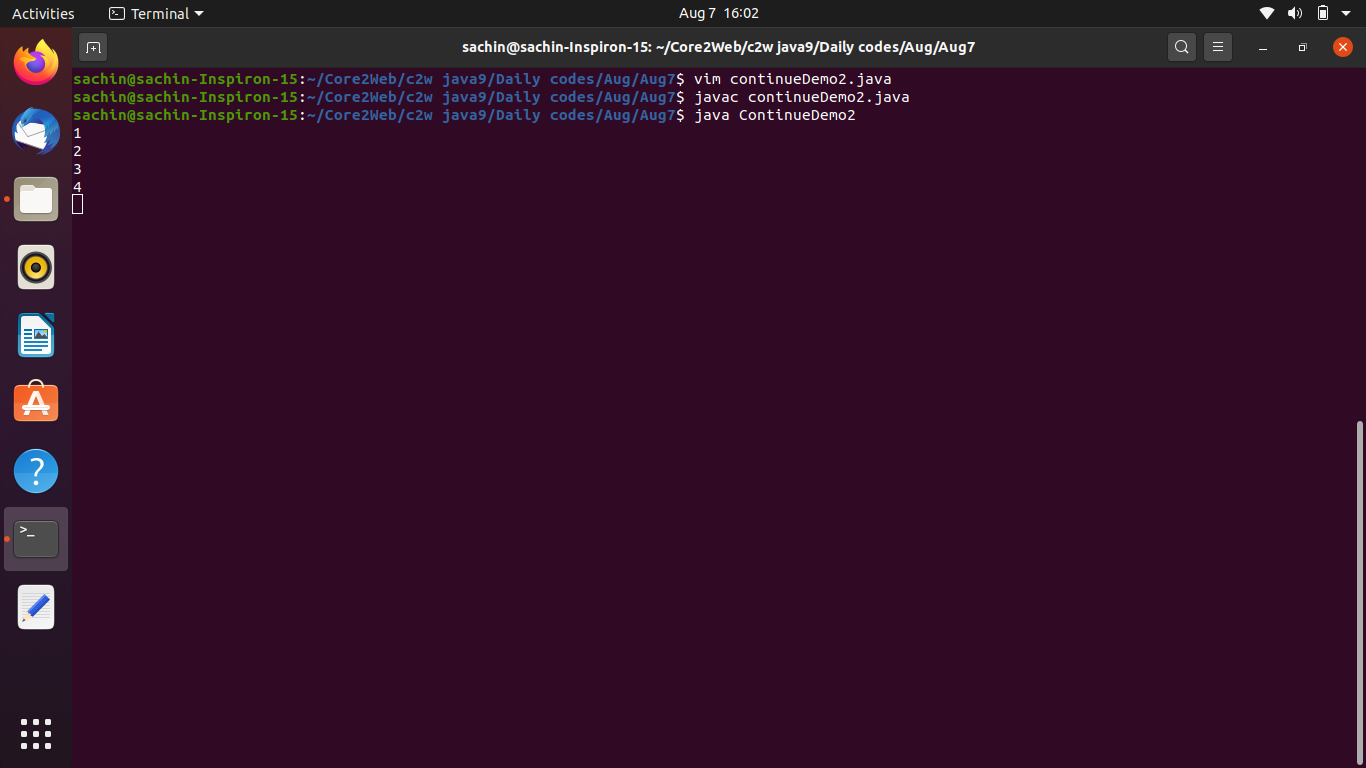 Activities
Terminal
Aug 7 16:02
sachin@sachin-Inspiron-15: ~/Core2Web/c2w java9/Daily codes/Aug/Aug7
sachin@sachin-Inspiron-15:~/Core2Web/c2w java9/Daily codes/Aug/Aug7$ vim continueDemo2.java
sachin@sachin-Inspiron-15:~/Core2Web/c2w java9/Daily codes/Aug/Aug7$ javac continueDemo2.java
sachin@sachin-Inspiron-15:~/Core2Web/c2w java9/Daily codes/Aug/Aug7$ java ContinueDemo2
1
2
3
4